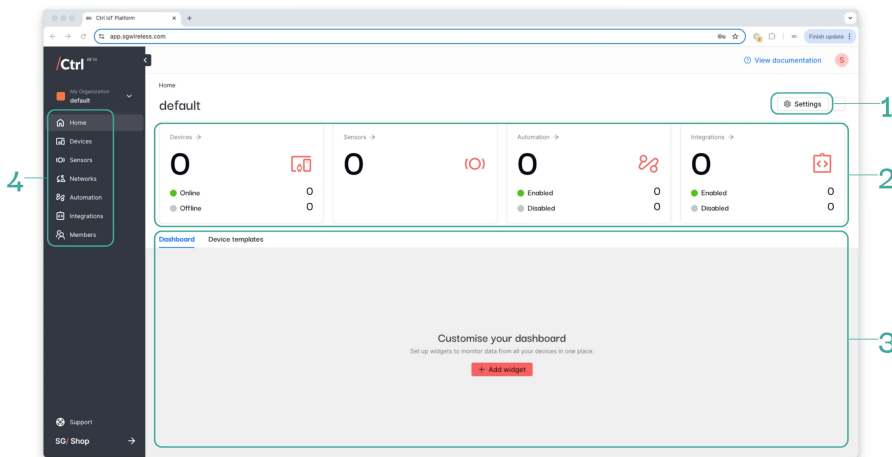 Ctrl IoT Platform
app.sgwireless.com
Finish update
/Ctrl BETA
View documentation
S
My Organization
default
Home
default
Settings
1
Home
Devices
Sensors
Networks
Automation
Integrations
Members
4
Devices
0
Online 0
Offline 0
Sensors
0
Automation
0
Enabled 0
Disabled 0
Integrations
0
Enabled 0
Disabled 0
2
Dashboard Device templates
Customise your dashboard
Set up widgets to monitor data from all your devices in one place.
+ Add widget
3
Support
SG/ Shop